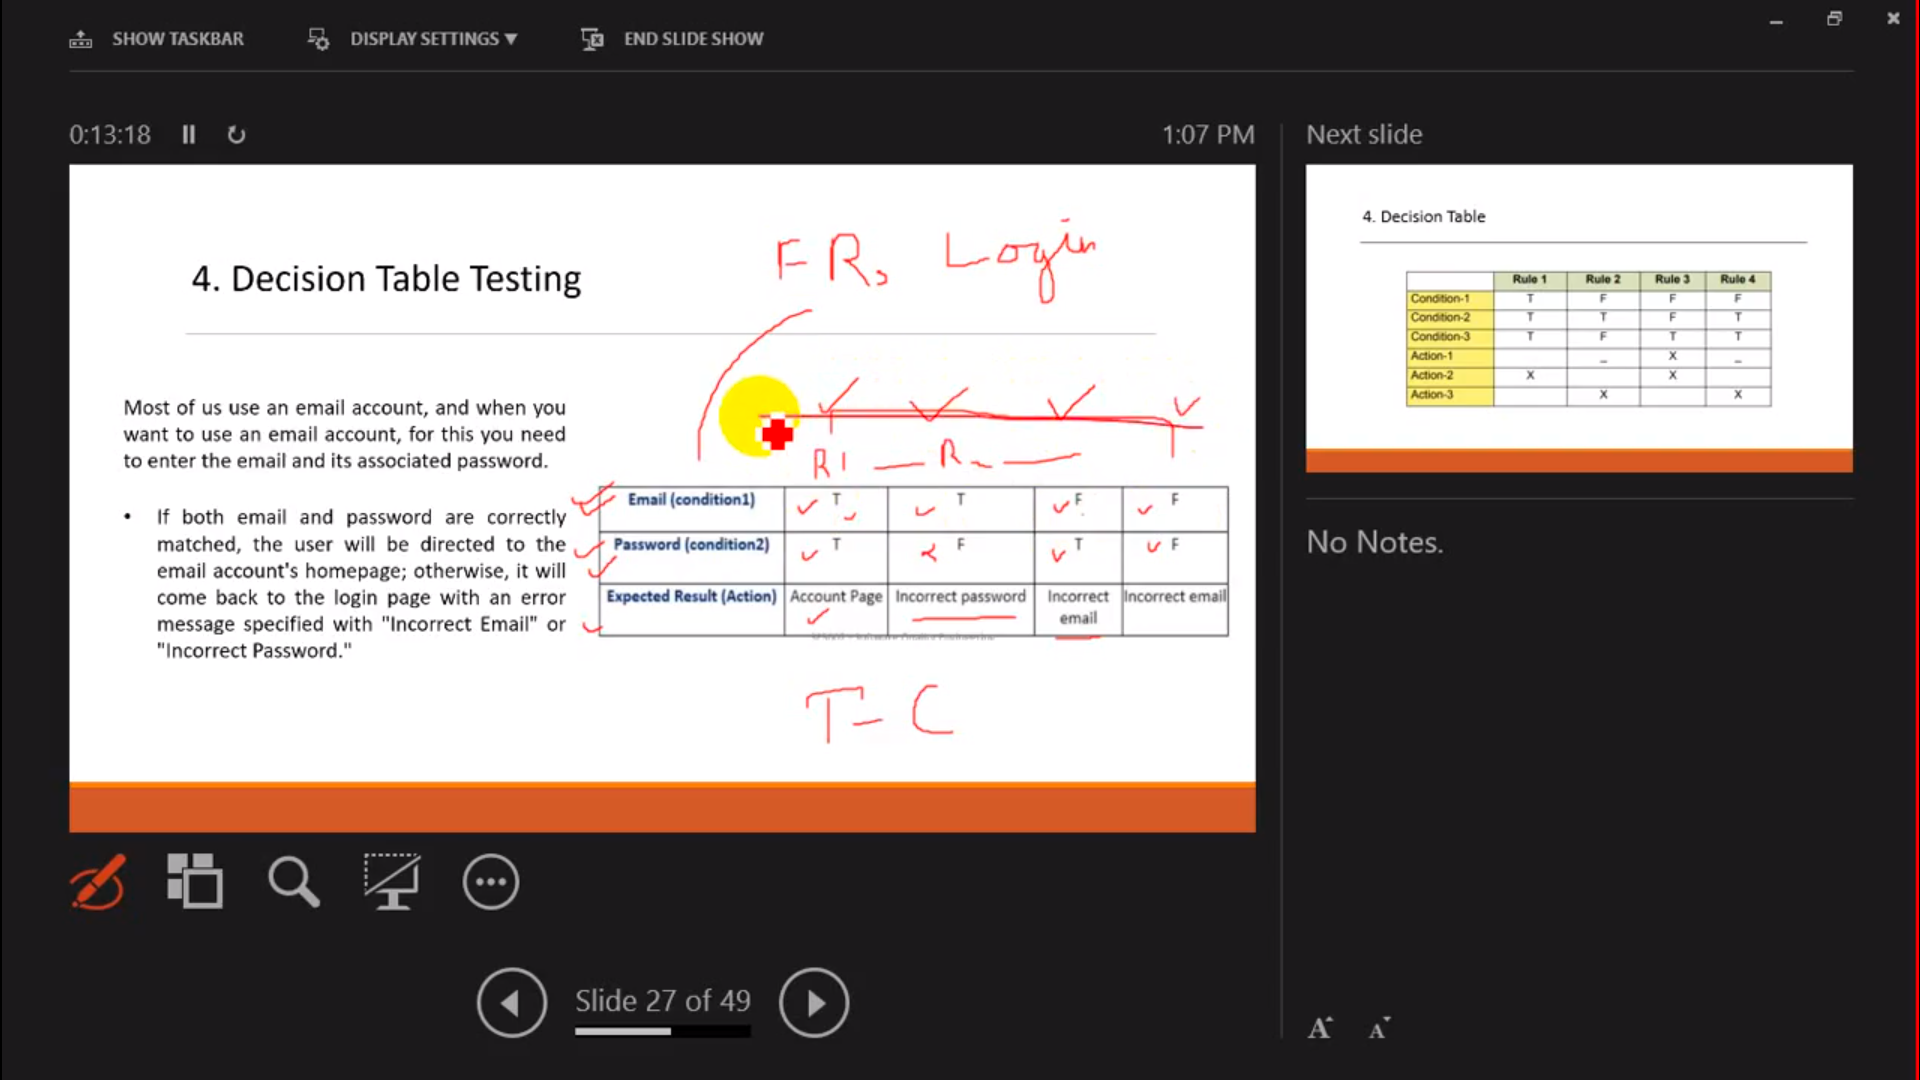 SHOW TASKBAR
DISPLAY SETTINGS ▼
END SLIDE SHOW
0:13:18
1:07 PM
Next slide
4. Decision Table Testing
FR, Login
Most of us use an email account, and when you
want to use an email account, for this you need
to enter the email and its associated password.
• If both email and password are correctly
matched, the user will be directed to the
email account's homepage; otherwise, it will
come back to the login page with an error
message specified with "Incorrect Email" or
"Incorrect Password."
R1 — R — 
Email (condition1) T T F F
Password (condition2) T F T F
Expected Result (Action) Account Page Incorrect password Incorrect email Incorrect email
T-C
4. Decision Table
Rule 1 Rule 2 Rule 3 Rule 4
Condition-1 T F F F
Condition-2 T T F T
Condition-3 T F T T
Action-1 _ X _
Action-2 X X
Action-3 X X
No Notes.
Slide 27 of 49
A A